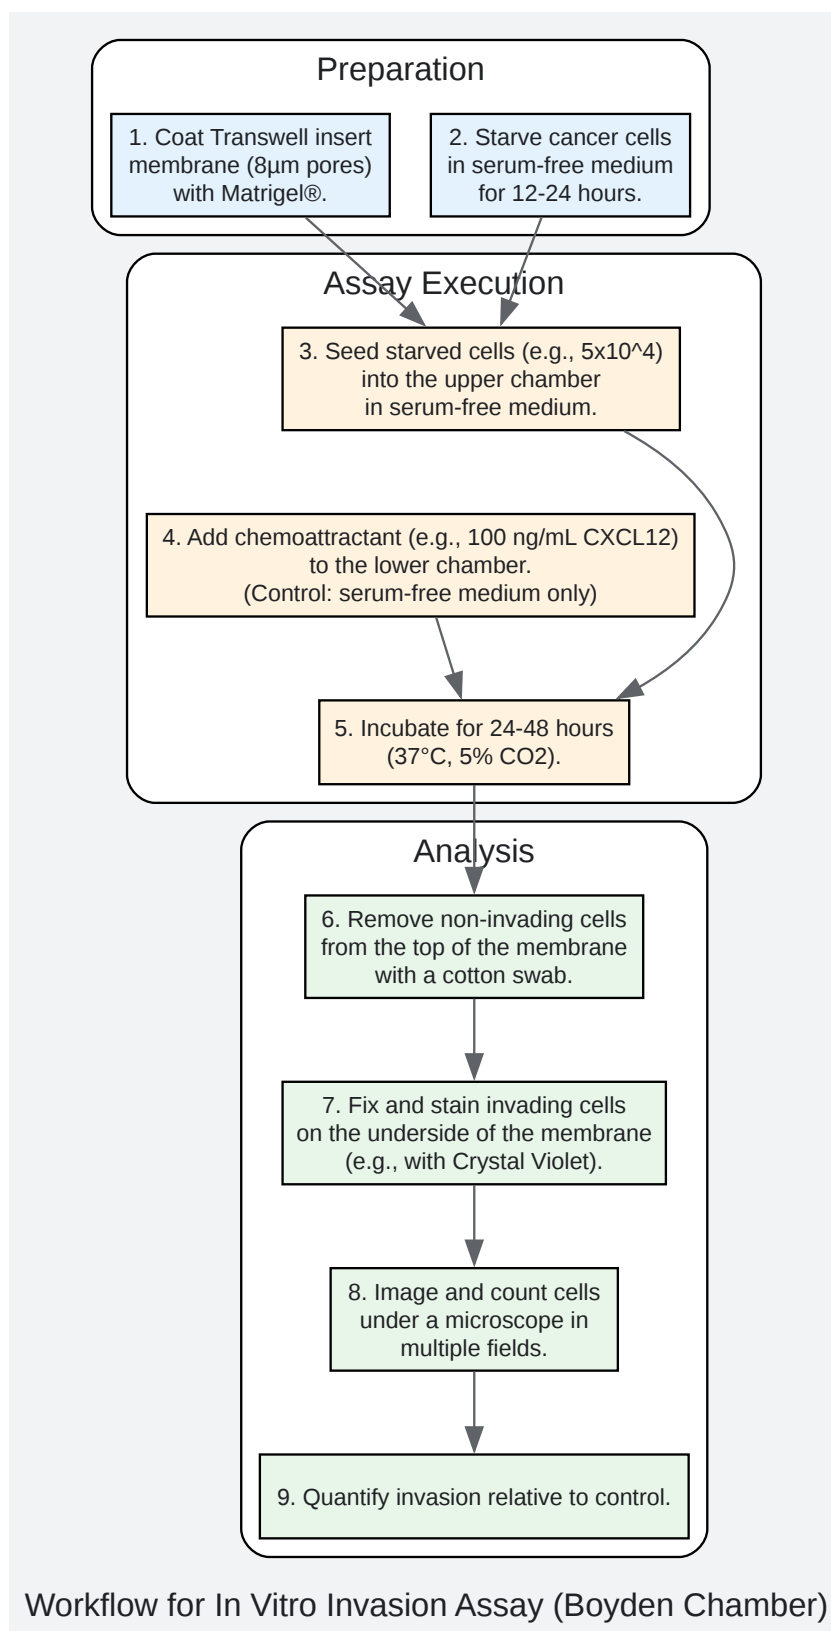 Preparation
1. Coat Transwell insert
membrane (8µm pores)
with Matrigel®.
2. Starve cancer cells
in serum-free medium
for 12-24 hours.
Assay Execution
3. Seed starved cells (e.g., 5x10^4)
into the upper chamber
in serum-free medium.
4. Add chemoattractant (e.g., 100 ng/mL CXCL12)
to the lower chamber.
(Control: serum-free medium only)
5. Incubate for 24-48 hours
(37°C, 5% CO2).
Analysis
6. Remove non-invading cells
from the top of the membrane
with a cotton swab.
7. Fix and stain invading cells
on the underside of the membrane
(e.g., with Crystal Violet).
8. Image and count cells
under a microscope in
multiple fields.
9. Quantify invasion relative to control.
Workflow for In Vitro Invasion Assay (Boyden Chamber)